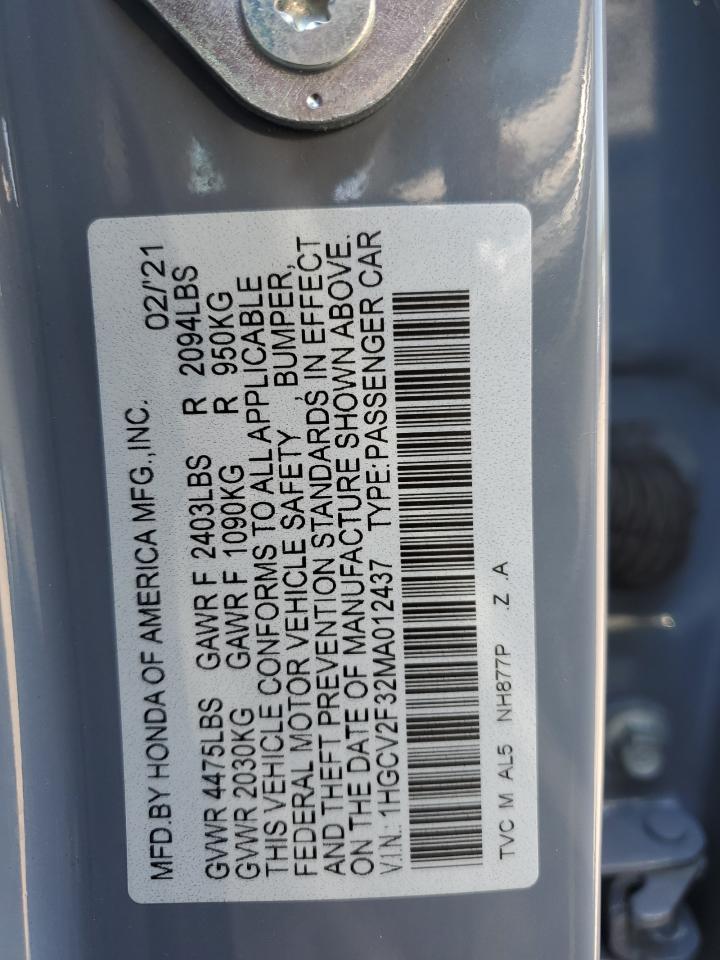 MFD.BY HONDA OF AMERICA MFG.,INC. 02/'21
GVWR 4475LBS GAWR F 2403LBS R 2094LBS
GVWR 2030KG GAWR F 1090KG R 950KG
THIS VEHICLE CONFORMS TO ALL APPLICABLE
FEDERAL MOTOR VEHICLE SAFETY , BUMPER,
AND THEFT PREVENTION STANDARDS IN EFFECT
ON THE DATE OF MANUFACTURE SHOWN ABOVE.
V.I.N.: 1HGCV2F32MA012437 TYPE:PASSENGER CAR
TVC M AL5 NH877P .Z .A